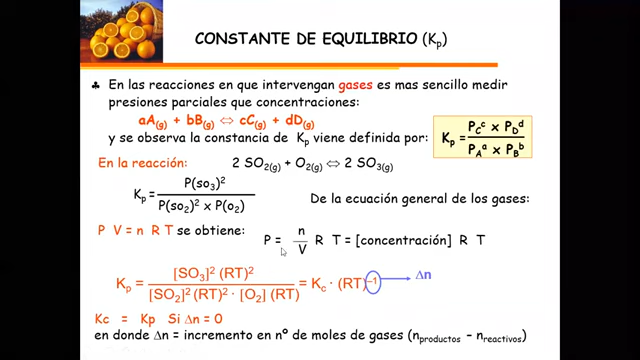 CONSTANTE DE EQUILIBRIO (Kp)
♣ En las reacciones en que intervengan gases es mas sencillo medir
presiones parciales que concentraciones:
aA(g) + bB(g) ⇔ cC(g) + dD(g)
y se observa la constancia de Kp viene definida por:
Kp = PC^c x PD^d / PA^a x PB^b
En la reacción: 2 SO2(g) + O2(g) ⇔ 2 SO3(g)
Kp = P(SO3)^2 / P(SO2)^2 x P(O2)
De la ecuación general de los gases:
P V = n R T se obtiene:
P = n / V R T = [concentración] R T
Kp = [SO3]^2 (RT)^2 / [SO2]^2 (RT)^2 · [O2] (RT) = Kc · (RT)^–1 Δn
Kc = Kp Si Δn = 0
en donde Δn = incremento en nº de moles de gases (nproductos – nreactivos)